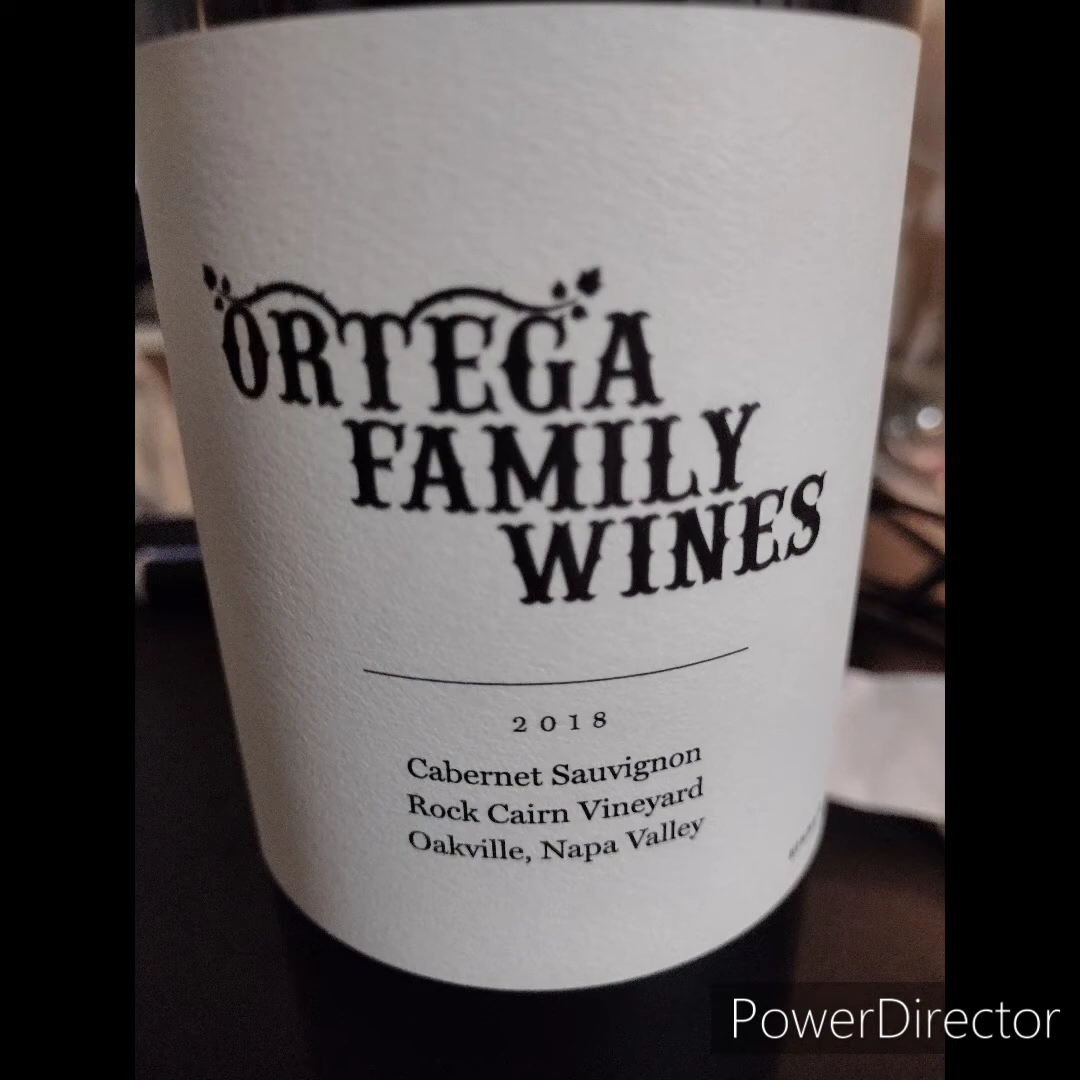 ORTEGA
FAMILY
WINES
2018
Cabernet Sauvignon
Rock Cairn Vineyard
Oakville, Napa Valley
PowerDirector